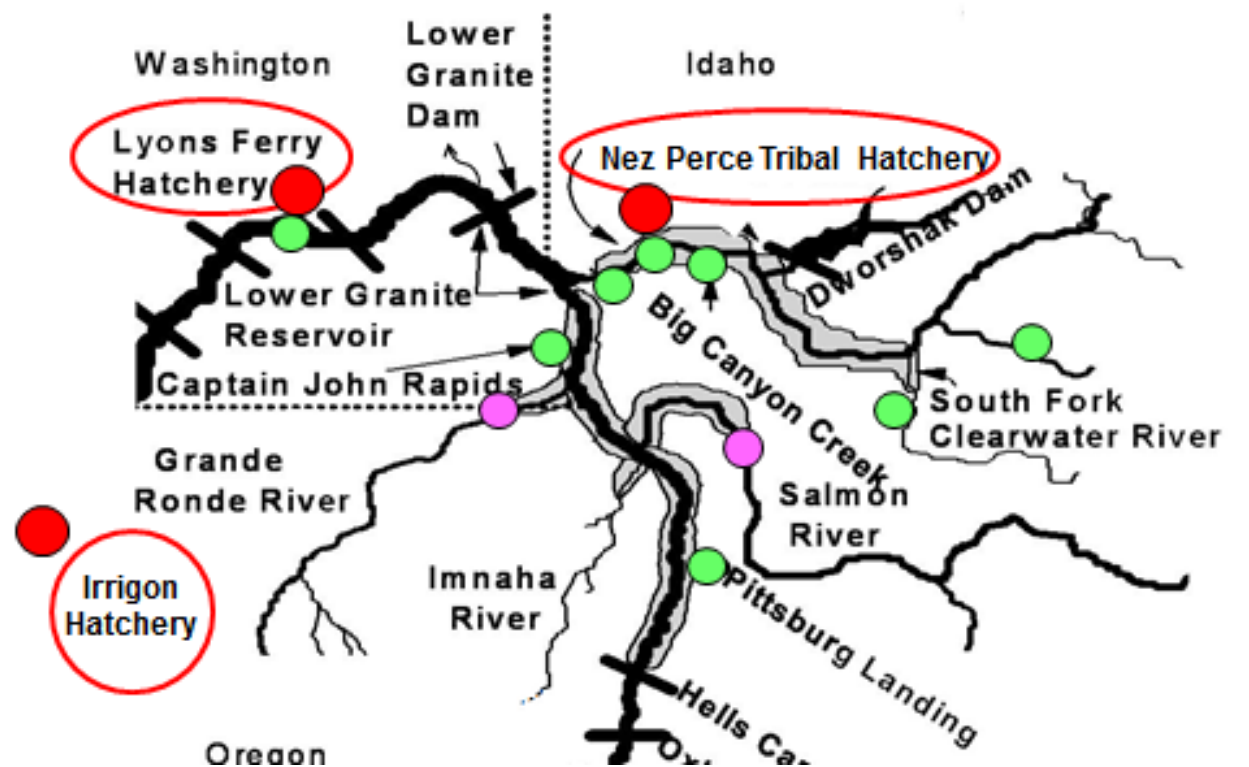 Washington
Lower
Granite
Dam
Idaho
Lyons Ferry
Hatchery
Nez Perce Tribal Hatchery
Dworshak Dam
Lower Granite
Reservoir
Big Canyon Creek
Captain John Rapids
South Fork
Clearwater River
Grande
Ronde River
Salmon
River
Irrigon
Hatchery
Imnaha
River
Pittsburg Landing
Hells
Oregon